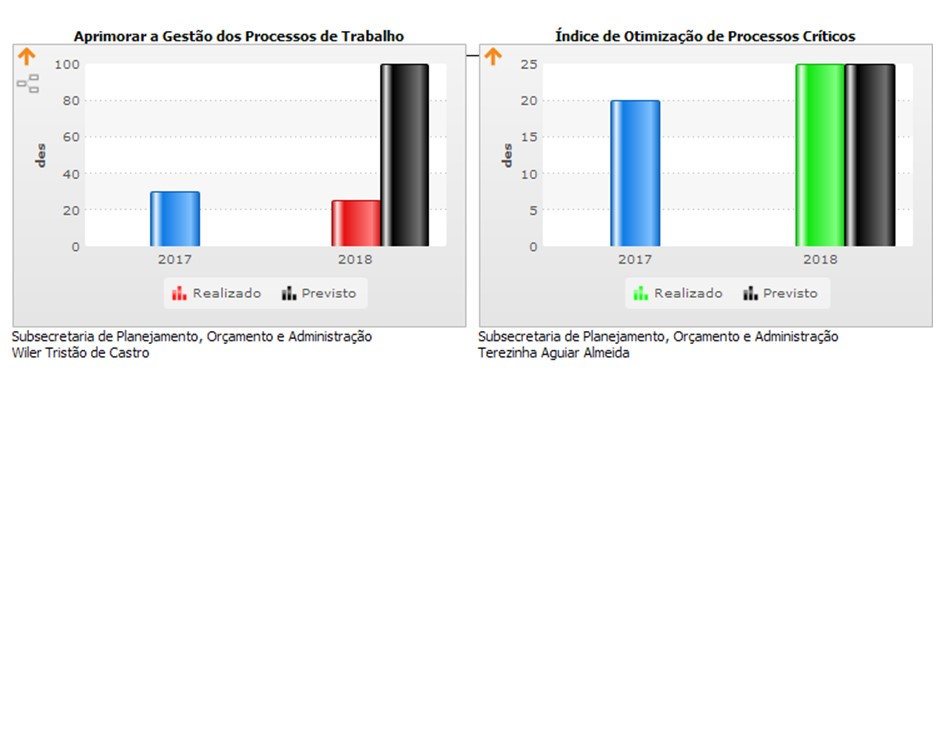 Aprimorar a Gestão dos Processos de Trabalho
100
80
60
40
20
0
des
2017
2018
Realizado
Previsto
Subsecretaria de Planejamento, Orçamento e Administração
Wiler Tristão de Castro
Índice de Otimização de Processos Críticos
25
20
15
10
5
0
des
2017
2018
Realizado
Previsto
Subsecretaria de Planejamento, Orçamento e Administração
Terezinha Aguiar Almeida